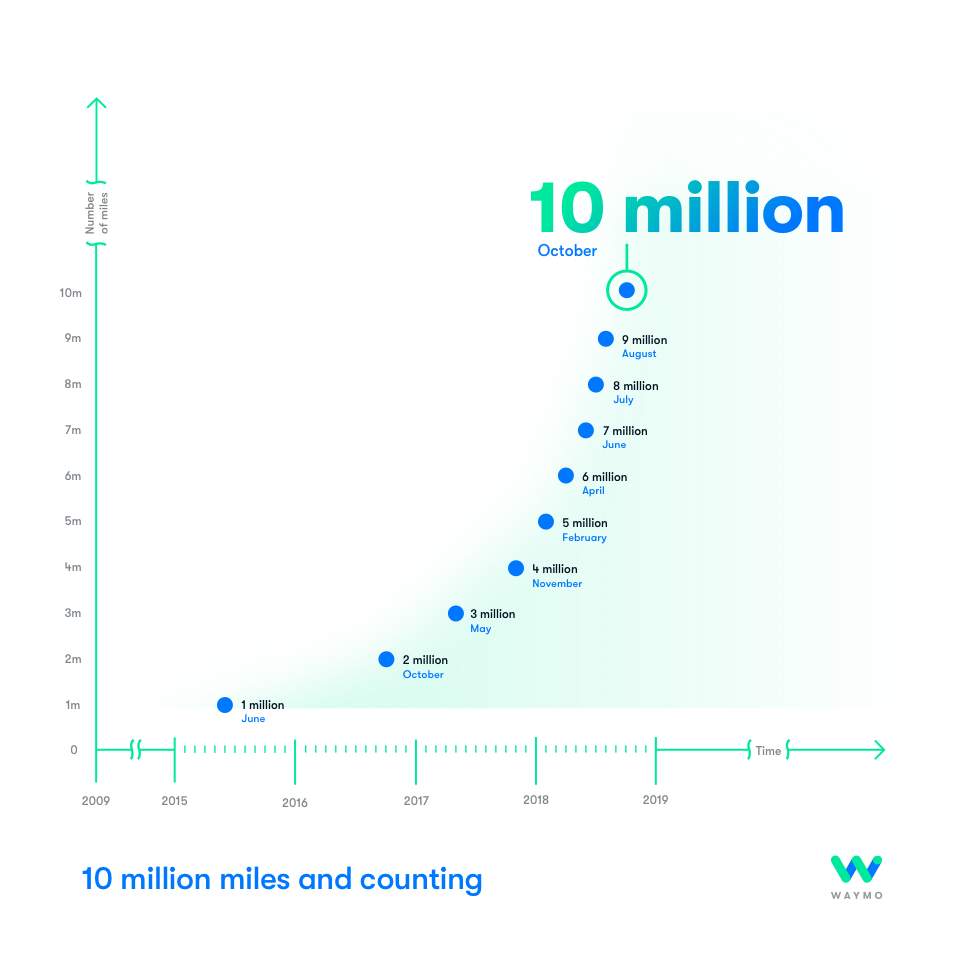 10 million
October
Number
of miles
10m
9m
9 million
August
8m
8 million
July
7m
7 million
June
6m
6 million
April
5m
5 million
February
4m
4 million
November
3m
3 million
May
2m
2 million
October
1m
1 million
June
0
Time
2009
2015
2016
2017
2018
2019
10 million miles and counting
WAYMO